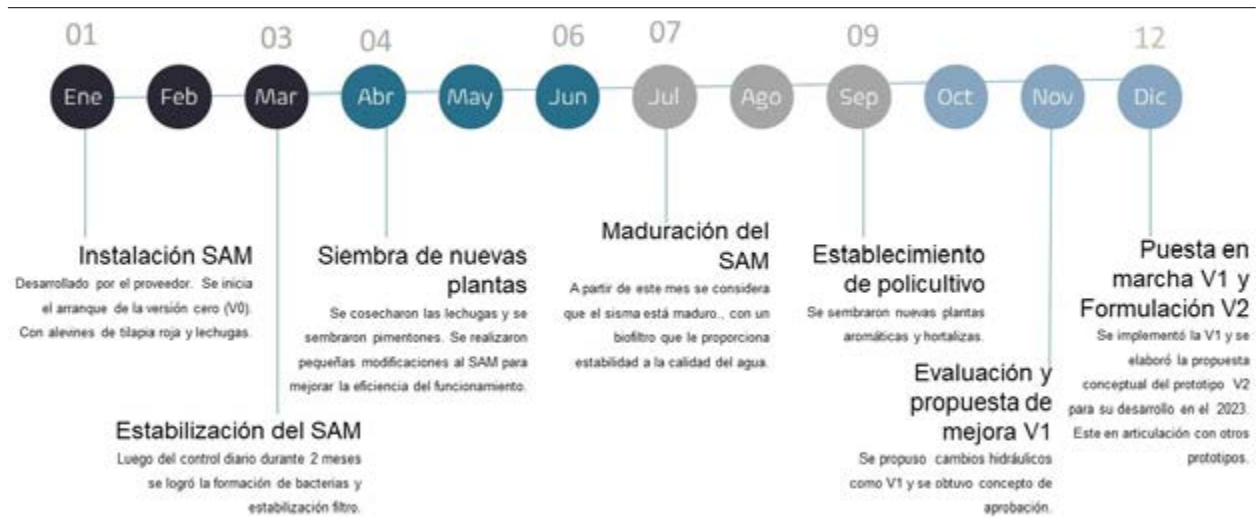 01
03
04
06
07
09
12
Ene
Feb
Mar
Abr
May
Jun
Jul
Ago
Sep
Oct
Nov
Dic
Instalación SAM
Desarrollado por el proveedor. Se inicia
el arranque de la versión cero (V0).
Con alevines de tilapia roja y lechugas.
Estabilización del SAM
Luego del control diario durante 2 meses
se logró la formación de bacterias y
estabilización filtro.
Siembra de nuevas
plantas
Se cosecharon las lechugas y se
sembraron pimentones. Se realizaron
pequeñas modificaciones al SAM para
mejorar la eficiencia del funcionamiento.
Maduración del
SAM
A partir de este mes se considera
que el sisma está maduro., con un
biofiltro que le proporciona
estabilidad a la calidad del agua.
Establecimiento
de policultivo
Se sembraron nuevas plantas
aromáticas y hortalizas.
Evaluación y
propuesta de
mejora V1
Se propuso cambios hidráulicos
como V1 y se obtuvo concepto de
aprobación.
Puesta en
marcha V1 y
Formulación V2
Se implementó la V1 y se
elaboró la propuesta
conceptual del prototipo V2
para su desarrollo en el 2023.
Este en articulación con otros
prototipos.